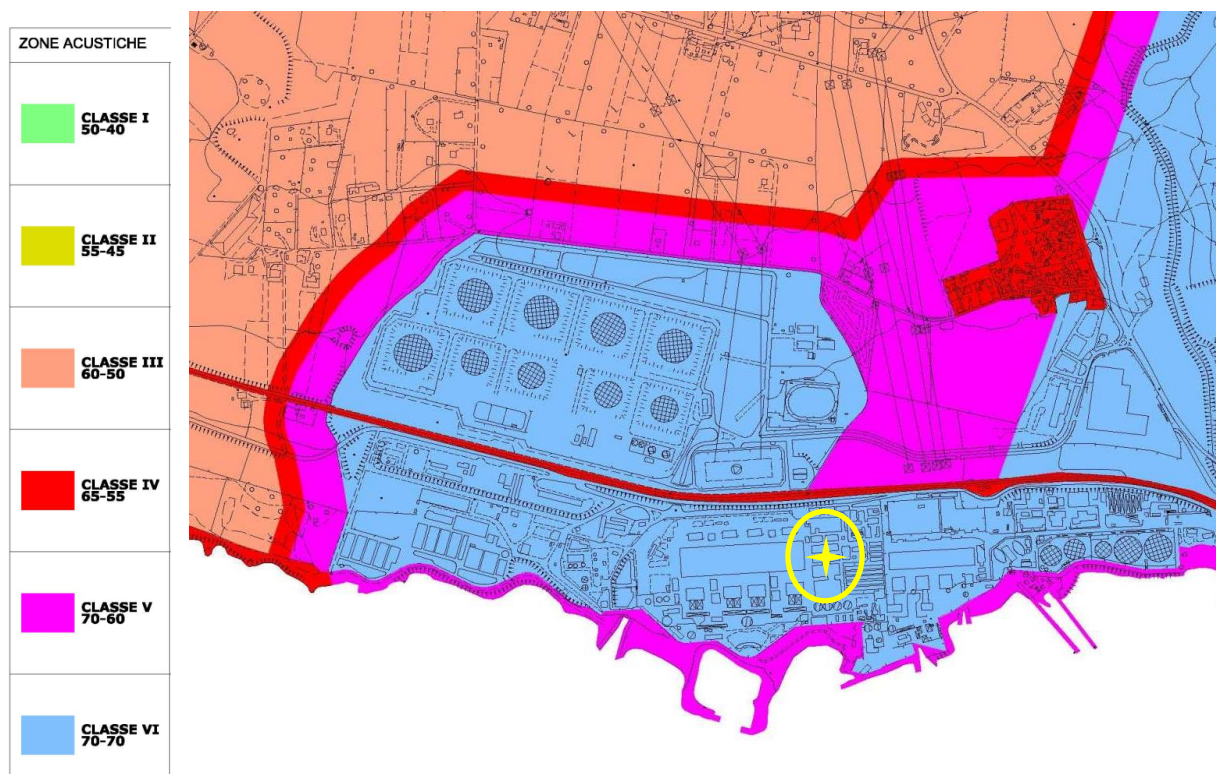 ZONE ACUSTICHE
CLASSE I
50-40
CLASSE II
55-45
CLASSE III
60-50
CLASSE IV
65-55
CLASSE V
70-60
CLASSE VI
70-70